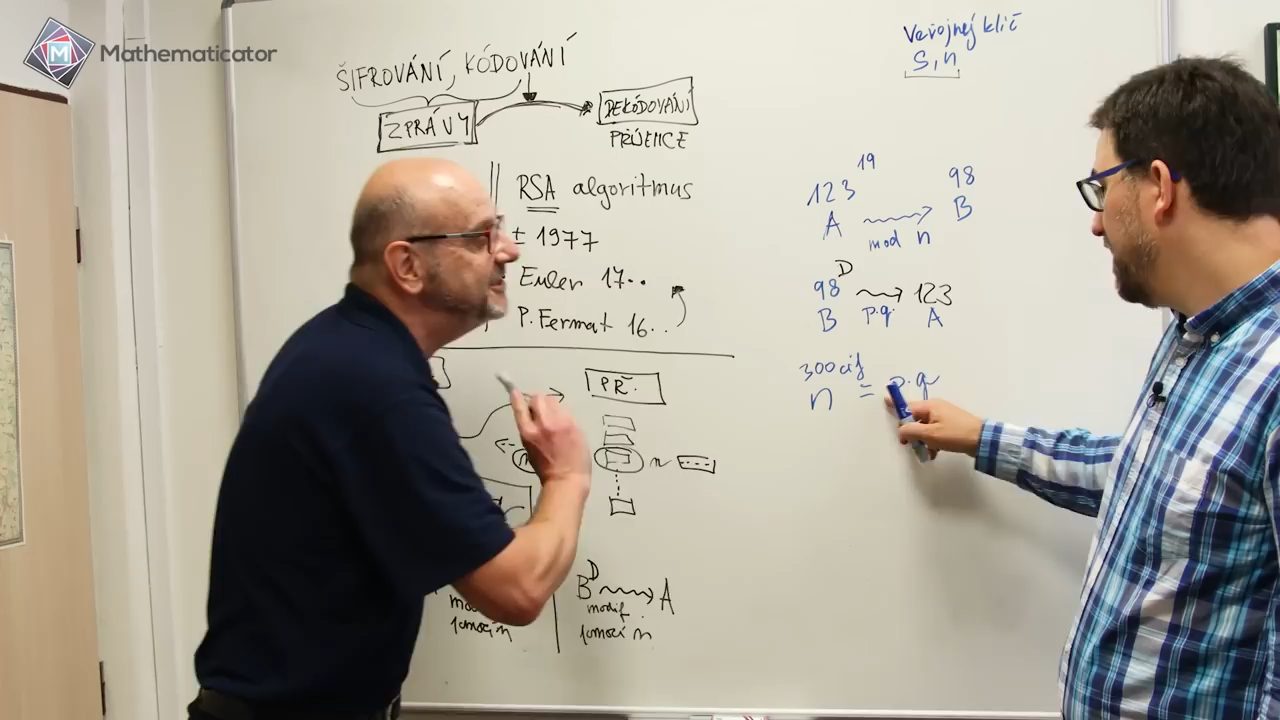 Mathematicator
ŠIFROVÁNÍ, KÓDOVÁNÍ
ZPRÁVY
DEKÓDOVÁNÍ
PŘÍJEMCE
RSA algoritmus
± 1977
Euler 17..
P. Fermat 16..
PŘ.
n
B^D A
modif.
pomocí n
pomocí n
Veřejnej klíč
S, n
123^19 98
A B
mod n
98^D 123
B p.q. A
300 cif
n = p.q